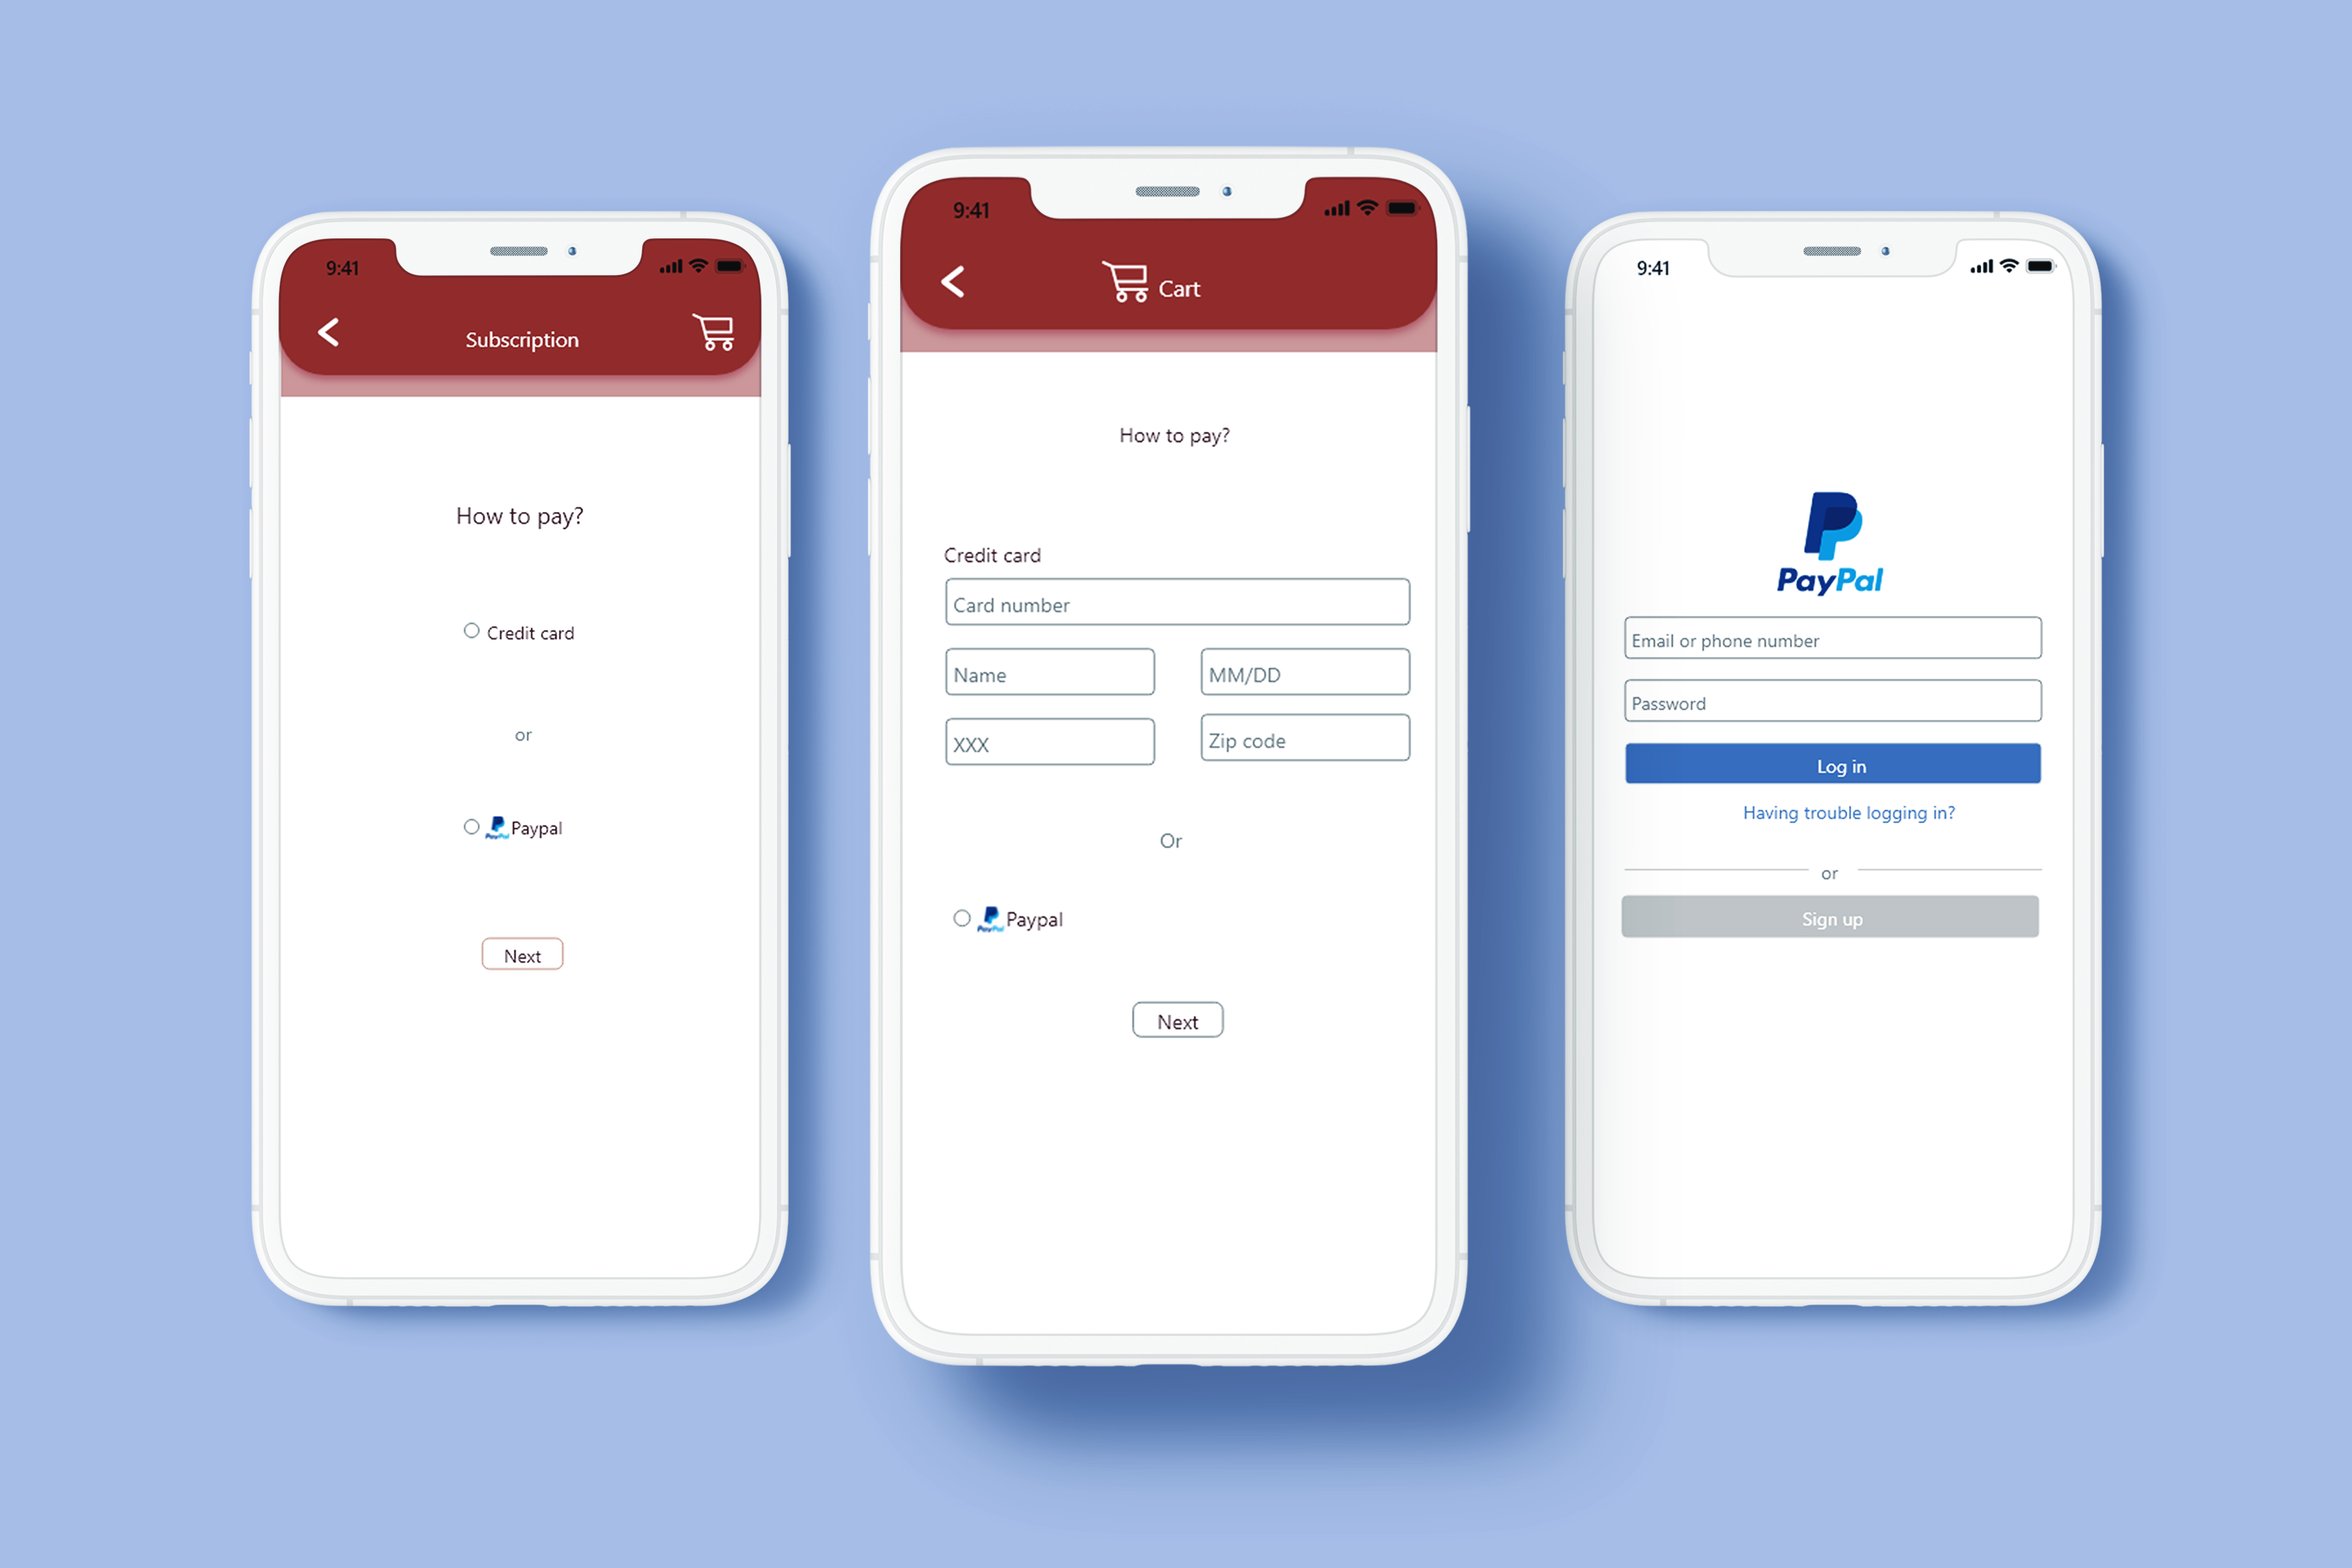 9:41
Subscription
How to pay?
Credit card
or
PayPal Paypal
Next
9:41
Cart
How to pay?
Credit card
Card number
Name
MM/DD
XXX
Zip code
Or
PayPal Paypal
Next
9:41
PayPal
Email or phone number
Password
Log in
Having trouble logging in?
or
Sign up